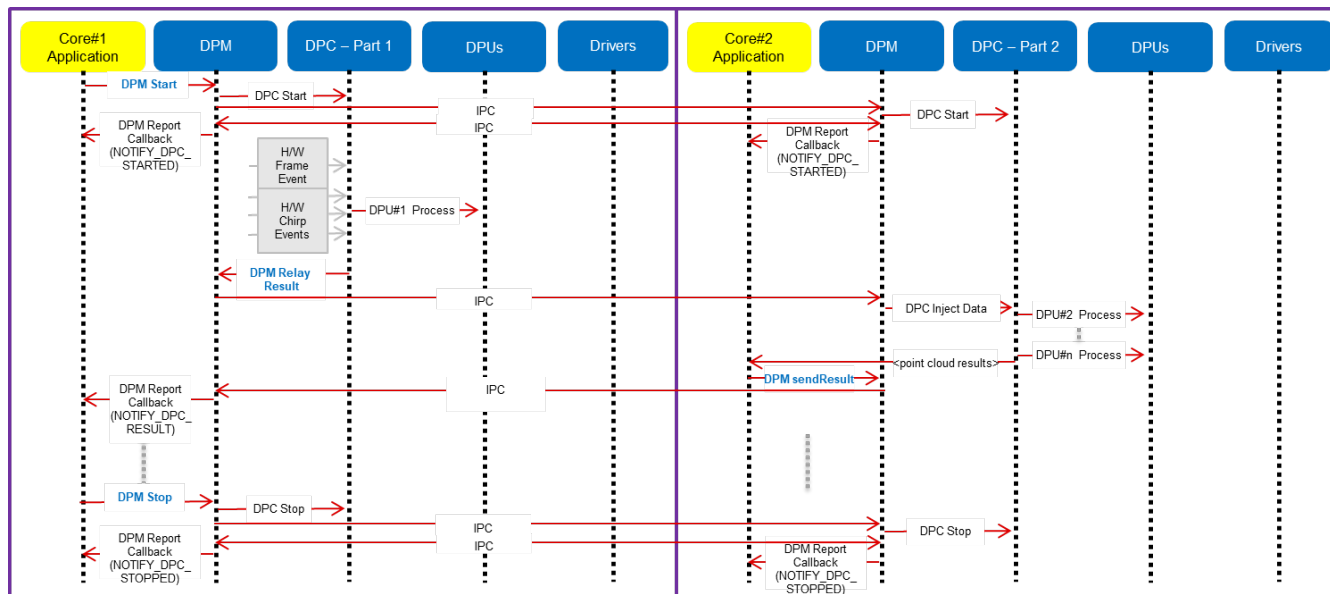 Core#1
Application
DPM
DPC – Part 1
DPUs
Drivers
Core#2
Application
DPM
DPC – Part 2
DPUs
Drivers
DPM Start
DPC Start
IPC
IPC
DPC Start
DPM Report
Callback
(NOTIFY_DPC_
STARTED)
DPM Report
Callback
(NOTIFY_DPC_
STARTED)
H/W
Frame
Event
H/W
Chirp
Events
DPU#1 Process
DPM Relay
Result
IPC
DPC Inject Data
DPU#2 Process
DPU#n Process
<point cloud results>
DPM sendResult
IPC
DPM Report
Callback
(NOTIFY_DPC_
RESULT)
DPM Stop
DPC Stop
IPC
IPC
DPC Stop
DPM Report
Callback
(NOTIFY_DPC_
STOPPED)
DPM Report
Callback
(NOTIFY_DPC_
STOPPED)